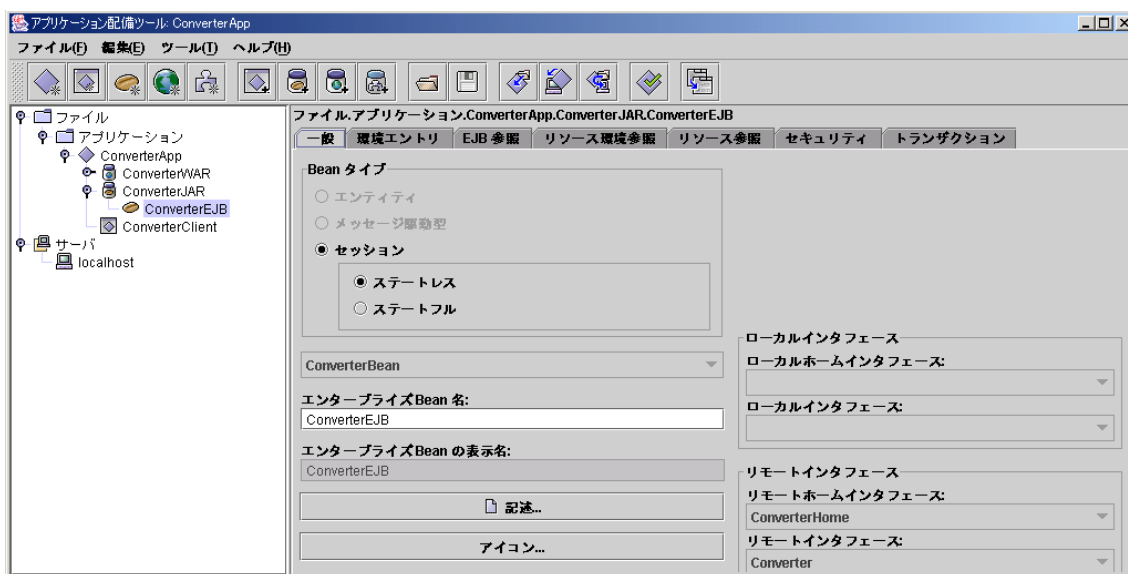 アプリケーション配備ツール: ConverterApp
ファイル(F) 編集(E) ツール(T) ヘルプ(H)
ファイル
アプリケーション
ConverterApp
ConverterWAR
ConverterJAR
ConverterEJB
ConverterClient
サーバ
localhost
ファイル.アプリケーション.ConverterApp.ConverterJAR.ConverterEJB
一般 環境エントリ EJB 参照 リソース環境参照 リソース参照 セキュリティ トランザクション
Bean タイプ
エンティティ
メッセージ駆動型
セッション
ステートレス
ステートフル
ConverterBean
エンタープライズBean 名:
ConverterEJB
エンタープライズBean の表示名:
ConverterEJB
記述...
アイコン...
ローカルインタフェース
ローカルホームインタフェース:
ローカルインタフェース:
リモートインタフェース
リモートホームインタフェース:
ConverterHome
リモートインタフェース:
Converter